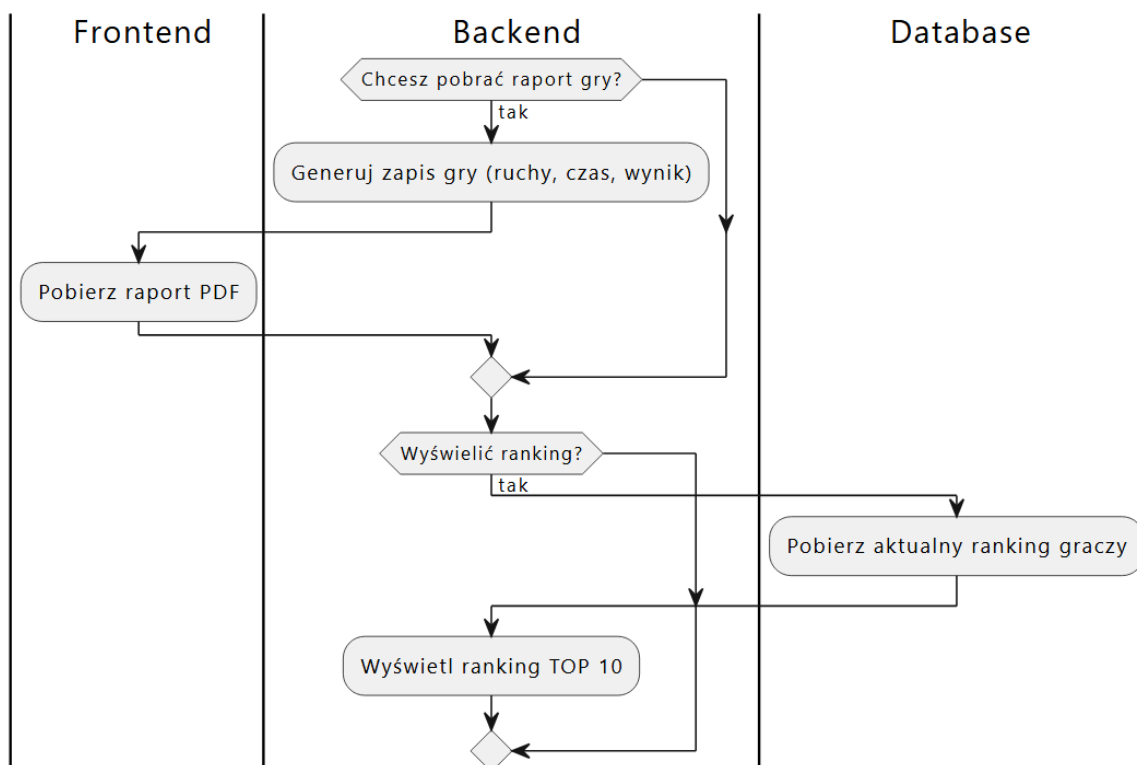 Frontend
Backend
Database
Chcesz pobrać raport gry?
tak
Generuj zapis gry (ruchy, czas, wynik)
Pobierz raport PDF
Wyświelić ranking?
tak
Pobierz aktualny ranking graczy
Wyświetl ranking TOP 10